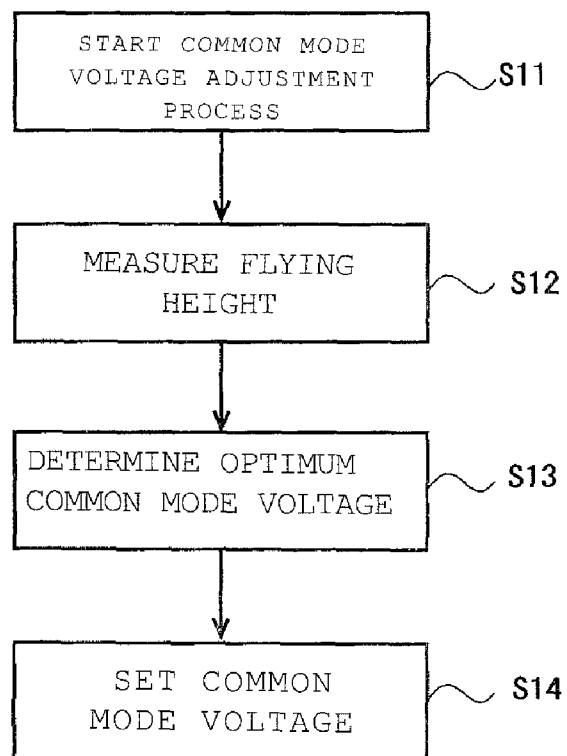 START COMMON MODE
VOLTAGE ADJUSTMENT
PROCESS
S11
MEASURE FLYING
HEIGHT
S12
DETERMINE OPTIMUM
COMMON MODE VOLTAGE
S13
SET COMMON
MODE VOLTAGE
S14